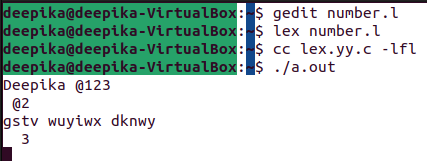 deepika@deepika-VirtualBox:~$ gedit number.l
deepika@deepika-VirtualBox:~$ lex number.l
deepika@deepika-VirtualBox:~$ cc lex.yy.c -lfl
deepika@deepika-VirtualBox:~$ ./a.out
Deepika @123
 @2
gstv wuyiwx dknwy
  3